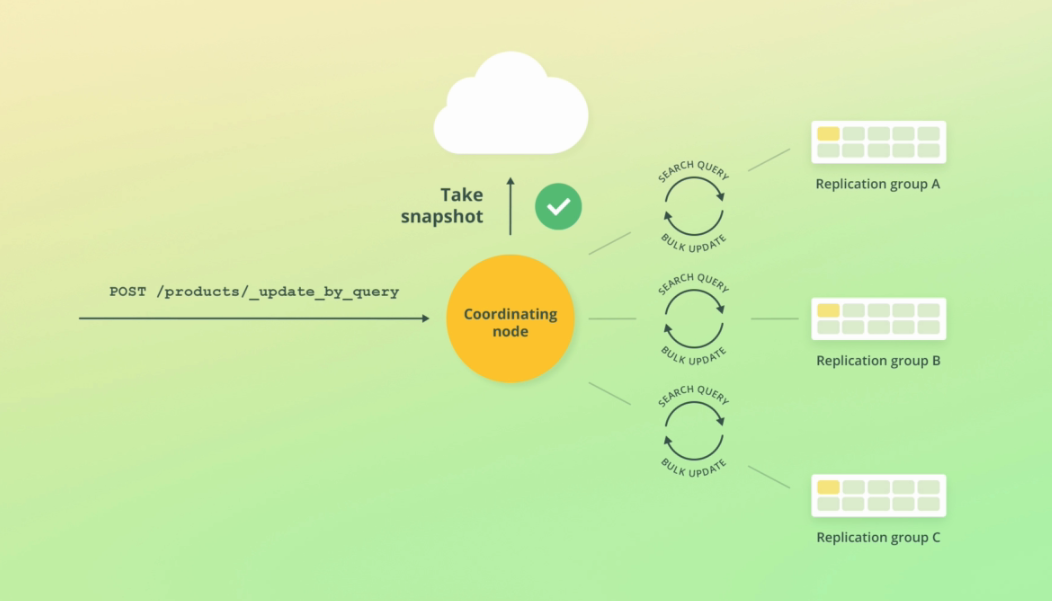 Take
snapshot
POST /products/_update_by_query
Coordinating
node
SEARCH QUERY
BULK UPDATE
SEARCH QUERY
BULK UPDATE
SEARCH QUERY
BULK UPDATE
Replication group A
Replication group B
Replication group C